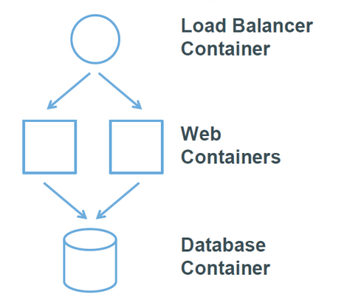 Load Balancer
Container
Web
Containers
Database
Container